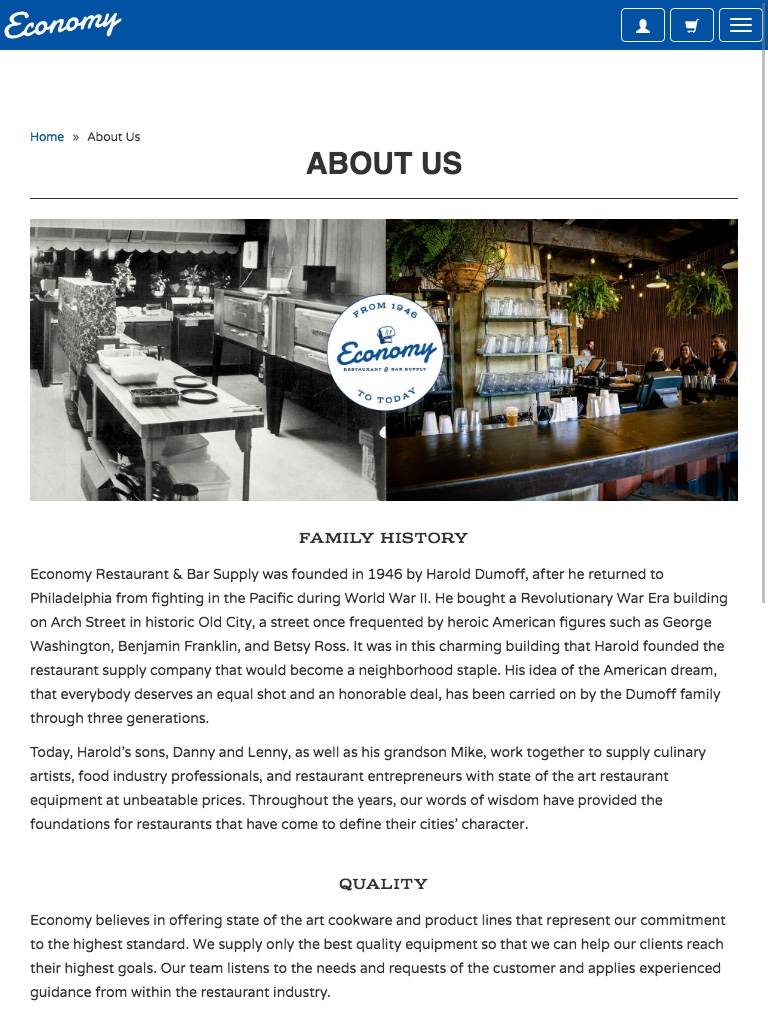 Economy
Home » About Us
ABOUT US
FROM 1946
Economy
RESTAURANT & BAR SUPPLY
TO TODAY
FAMILY HISTORY
Economy Restaurant & Bar Supply was founded in 1946 by Harold Dumoff, after he returned to
Philadelphia from fighting in the Pacific during World War II. He bought a Revolutionary War Era building
on Arch Street in historic Old City, a street once frequented by heroic American figures such as George
Washington, Benjamin Franklin, and Betsy Ross. It was in this charming building that Harold founded the
restaurant supply company that would become a neighborhood staple. His idea of the American dream,
that everybody deserves an equal shot and an honorable deal, has been carried on by the Dumoff family
through three generations.
Today, Harold’s sons, Danny and Lenny, as well as his grandson Mike, work together to supply culinary
artists, food industry professionals, and restaurant entrepreneurs with state of the art restaurant
equipment at unbeatable prices. Throughout the years, our words of wisdom have provided the
foundations for restaurants that have come to define their cities’ character.
QUALITY
Economy believes in offering state of the art cookware and product lines that represent our commitment
to the highest standard. We supply only the best quality equipment so that we can help our clients reach
their highest goals. Our team listens to the needs and requests of the customer and applies experienced
guidance from within the restaurant industry.